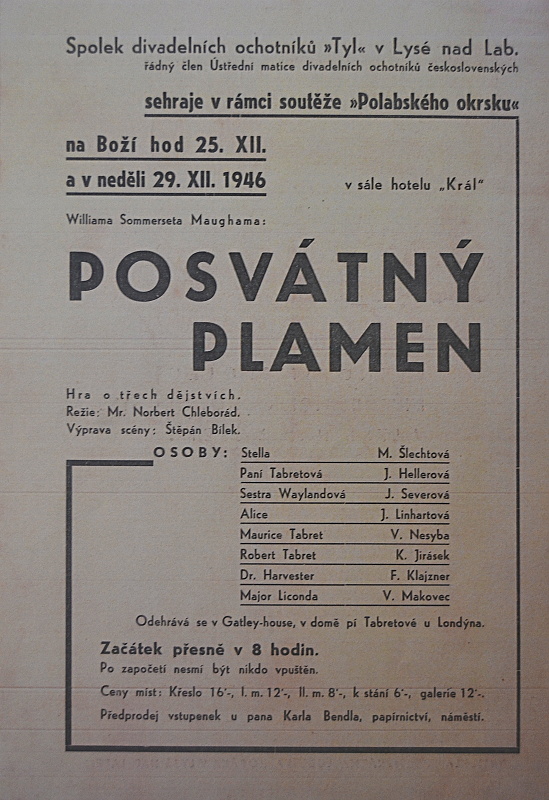 Spolek divadelních ochotníků »Tyl« v Lysé nad Lab.
řádný člen Ústřední matice divadelních ochotníků československých
sehraje v rámci soutěže »Polabského okrsku«
na Boží hod 25. XII.
a v neděli 29. XII. 1946 v sále hotelu „Král"
Williama Sommerseta Maughama:
POSVÁTNÝ
PLAMEN
Hra o třech dějstvích.
Režie: Mr. Norbert Chleborád.
Výprava scény: Štěpán Bílek.
OSOBY: Stella M. Šlechtová
Paní Tabretová J. Hellerová
Sestra Waylandová J. Severová
Alice J. Linhartová
Maurice Tabret V. Nesyba
Robert Tabret K. Jirásek
Dr. Harvester F. Klajzner
Major Liconda V. Makovec
Odehrává se v Gatley-house, v domě pí Tabretové u Londýna.
Začátek přesně v 8 hodin.
Po započetí nesmí být nikdo vpuštěn.
Ceny míst: Křeslo 16'-, I. m. 12'-, II. m. 8'-, k stání 6'-, galerie 12'-.
Předprodej vstupenek u pana Karla Bendla, papírnictví, náměstí.